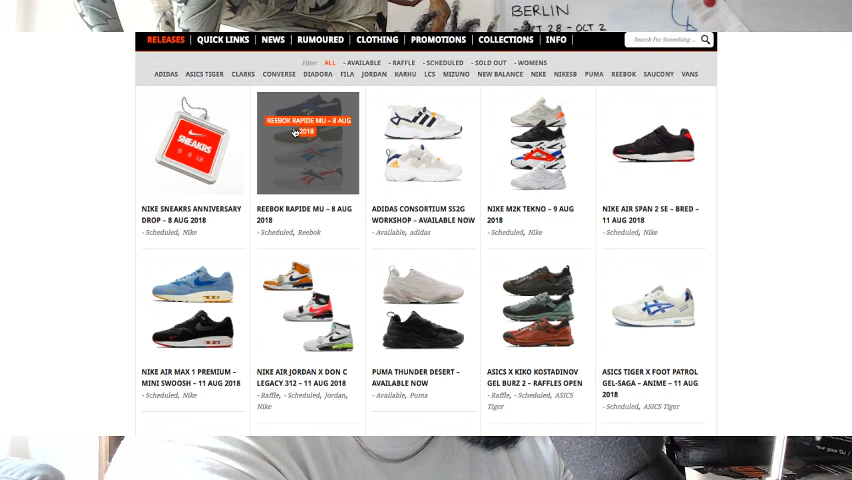 BERLIN
SEPT 28 - OCT 2
RELEASES | QUICK LINKS | NEWS | RUMOURED | CLOTHING | PROMOTIONS | COLLECTIONS | INFO |
Search For Something ...
Filter ALL - AVAILABLE - RAFFLE - SCHEDULED - SOLD OUT - WOMENS
ADIDAS ASICS TIGER CLARKS CONVERSE DIADORA FILA JORDAN KARHU LCS MIZUNO NEW BALANCE NIKE NIKESB PUMA REEBOK SAUCONY VANS
SNEAKRS
REEBOK RAPIDE MU – 8 AUG
2018
NIKE SNEAKRS ANNIVERSARY
DROP – 8 AUG 2018
- Scheduled, Nike
REEBOK RAPIDE MU – 8 AUG
2018
- Scheduled, Reebok
ADIDAS CONSORTIUM SS2G
WORKSHOP – AVAILABLE NOW
- Available, adidas
NIKE M2K TEKNO – 9 AUG
2018
- Scheduled, Nike
NIKE AIR SPAN 2 SE – BRED –
11 AUG 2018
- Scheduled, Nike
NIKE AIR MAX 1 PREMIUM –
MINI SWOOSH – 11 AUG 2018
- Scheduled, Nike
NIKE AIR JORDAN X DON C
LEGACY 312 – 11 AUG 2018
- Raffle, - Scheduled, Jordan,
Nike
PUMA THUNDER DESERT –
AVAILABLE NOW
- Available, Puma
ASICS X KIKO KOSTADINOV
GEL BURZ 2 – RAFFLES OPEN
- Raffle, - Scheduled, ASICS
Tiger
ASICS TIGER X FOOT PATROL
GEL-SAGA – ANIME – 11 AUG
2018
- Scheduled, ASICS Tiger